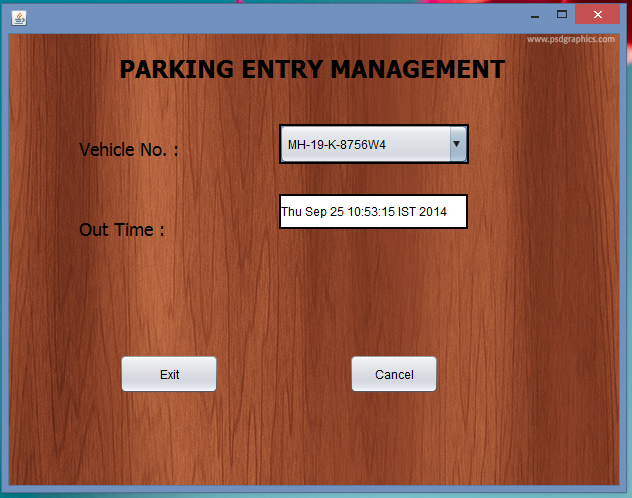 www.psdgraphics.com
PARKING ENTRY MANAGEMENT
Vehicle No. :
MH-19-K-8756W4
Out Time :
Thu Sep 25 10:53:15 IST 2014
Exit
Cancel